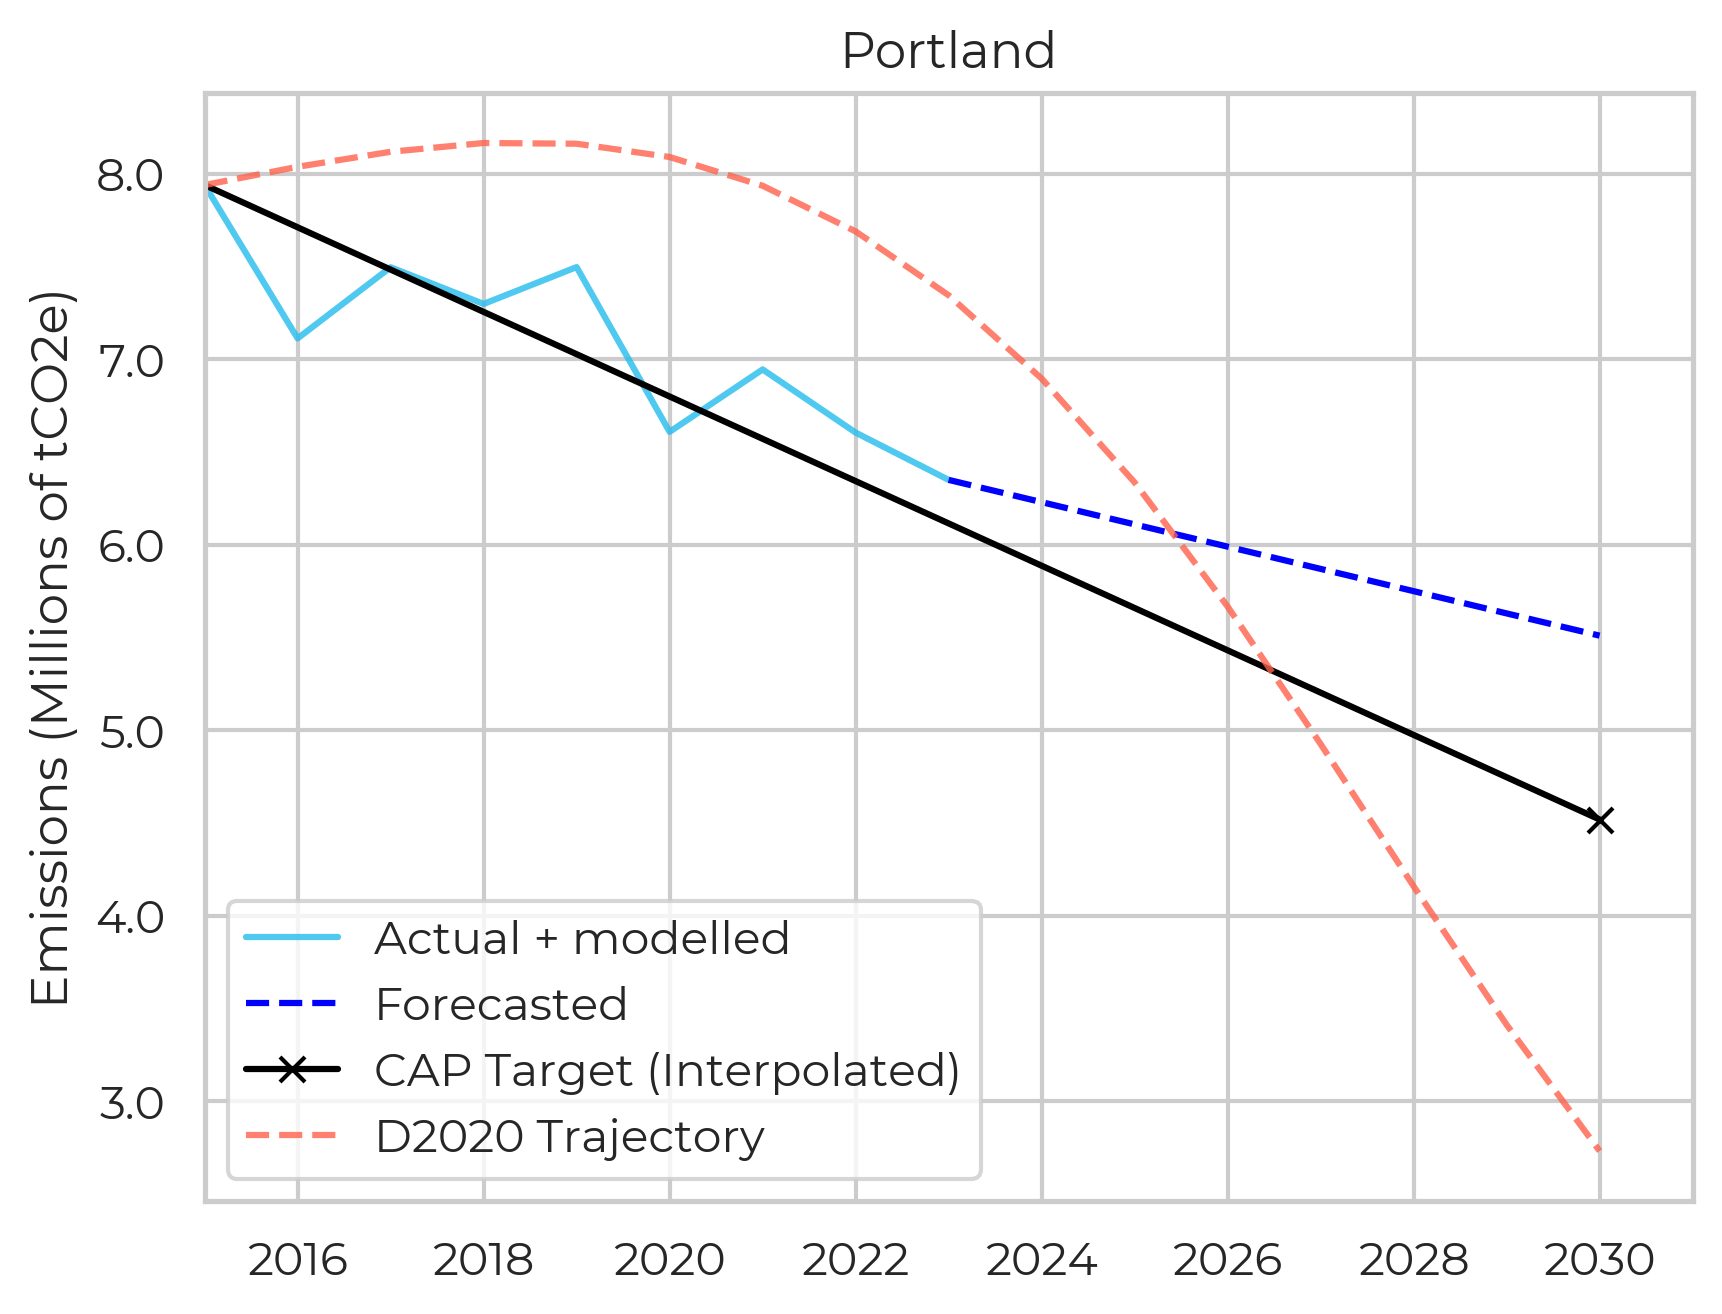 Portland
Emissions (Millions of tCO2e)
8.0
7.0
6.0
5.0
4.0
3.0
Actual + modelled
Forecasted
CAP Target (Interpolated)
D2020 Trajectory
2016 2018 2020 2022 2024 2026 2028 2030